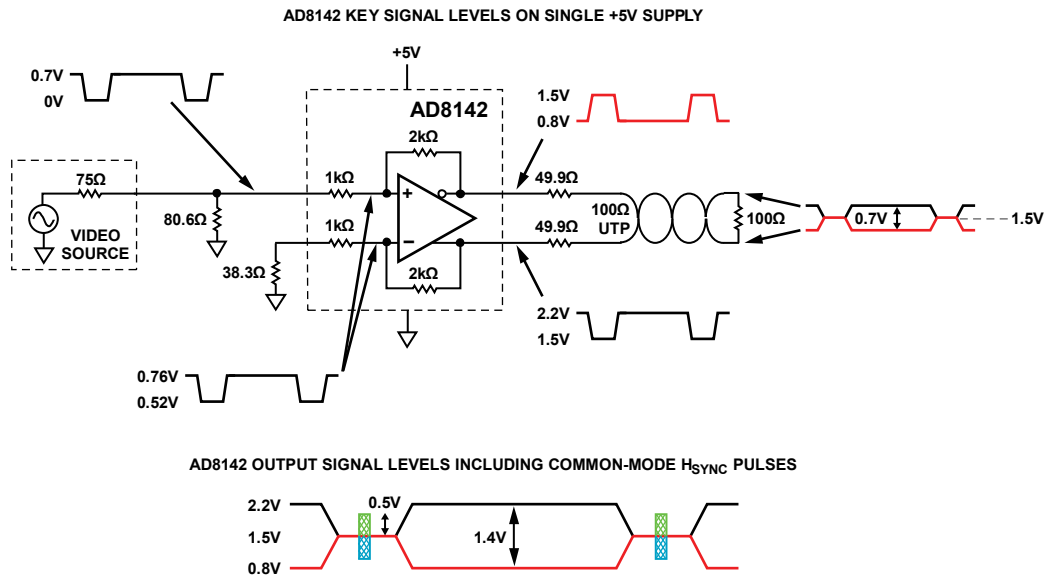 AD8142 KEY SIGNAL LEVELS ON SINGLE +5V SUPPLY
+5V
0.7V
0V
AD8142
1.5V
0.8V
2kΩ
75Ω
1kΩ
+
49.9Ω
80.6Ω
100Ω
UTP
100Ω
0.7V
1.5V
VIDEO
SOURCE
1kΩ
–
49.9Ω
38.3Ω
2kΩ
2.2V
1.5V
0.76V
0.52V
AD8142 OUTPUT SIGNAL LEVELS INCLUDING COMMON-MODE HSYNC PULSES
2.2V
0.5V
1.5V
1.4V
0.8V